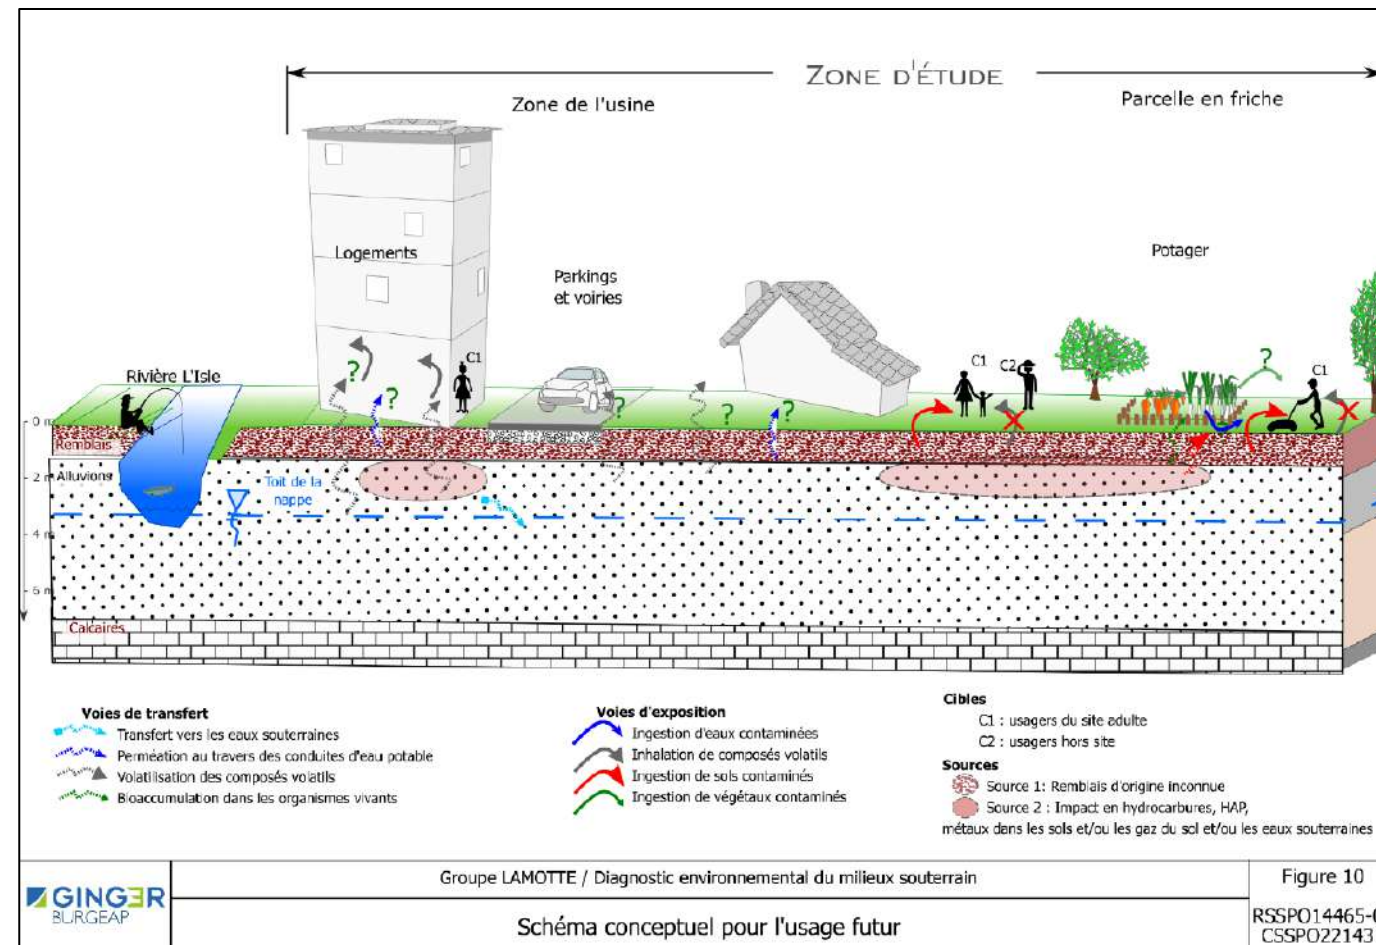 ZONE D'ÉTUDE
Zone de l'usine
Parcelle en friche
Logements
Parkings
et voiries
Potager
Rivière L'Isle
?
?
C1
?
?
?
C1
C2
?
C1
0 m
Remblais
Alluvions
2 m
Toit de la
nappe
4 m
6 m
Calcaires
Voies de transfert
Transfert vers les eaux souterraines
Perméation au travers des conduites d'eau potable
Volatilisation des composés volatils
Bioaccumulation dans les organismes vivants
Voies d'exposition
Ingestion d'eaux contaminées
Inhalation de composés volatils
Ingestion de sols contaminés
Ingestion de végétaux contaminés
Cibles
C1 : usagers du site adulte
C2 : usagers hors site
Sources
Source 1: Remblais d'origine inconnue
Source 2 : Impact en hydrocarbures, HAP,
métaux dans les sols et/ou les gaz du sol et/ou les eaux souterraines
GINGER
BURGEAP
Groupe LAMOTTE / Diagnostic environnemental du milieux souterrain
Schéma conceptuel pour l'usage futur
Figure 10
RSSPO14465-0
CSSPO22143